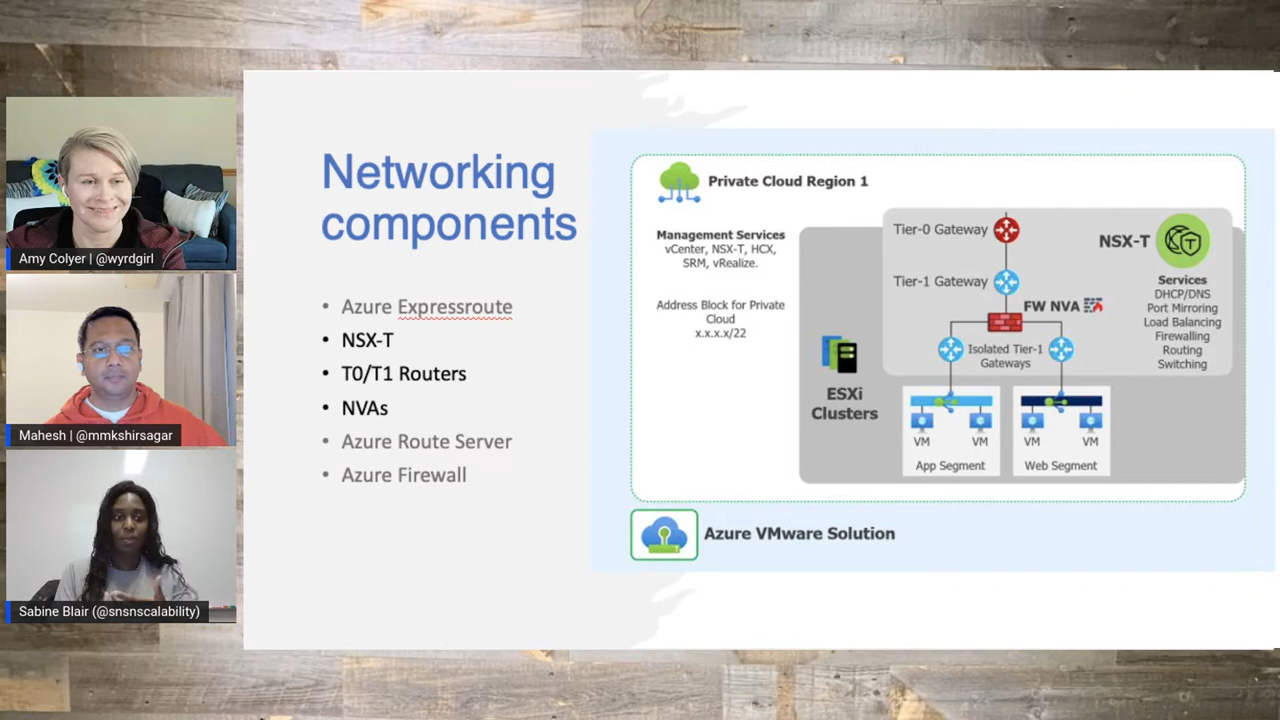 Amy Colyer | @wyrdgirl
Mahesh | @mmkshirsagar
Sabine Blair (@snsnscalability)
Networking
components
• Azure Expressroute
• NSX-T
• T0/T1 Routers
• NVAs
• Azure Route Server
• Azure Firewall
Private Cloud Region 1
Management Services
vCenter, NSX-T, HCX,
SRM, vRealize.
Address Block for Private
Cloud
x.x.x.x/22
Tier-0 Gateway
Tier-1 Gateway
FW NVA
Isolated Tier-1
Gateways
NSX-T
T
Services
DHCP/DNS
Port Mirroring
Load Balancing
Firewalling
Routing
Switching
ESXi
Clusters
VM VM
App Segment
VM VM
Web Segment
Azure VMware Solution